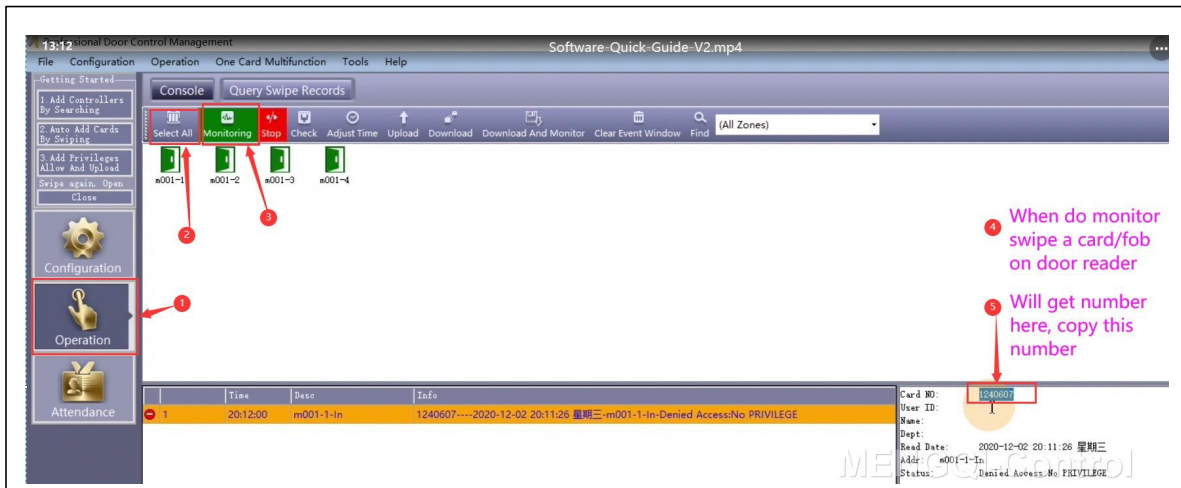 13:12
sional Door Control Management
Software-Quick-Guide-V2.mp4
File Configuration Operation One Card Multifunction Tools Help
Getting Started
1.Add Controllers
By Searching
2.Auto Add Cards
By Swiping
3.Add Privileges
Allow And Upload
Swipe again, Open
Close
Configuration
Operation
Attendance
Console Query Swipe Records
Select All Monitoring Stop Check Adjust Time Upload Download Download And Monitor Clear Event Window Find (All Zones)
m001-1 m001-2 m001-3 m001-4
1
2
3
4 When do monitor
swipe a card/fob
on door reader
5 Will get number
here, copy this
number
Time Desc Info
1 20:12:00 m001-1-In 1240607----2020-12-02 20:11:26 星期三-m001-1-In-Denied Access:No PRIVILEGE
Card NO: 1240607
User ID:
Name:
Dept:
Read Date: 2020-12-02 20:11:26 星期三
Addr: m001-1-In
Status: Denied Access:No PRIVILEGE